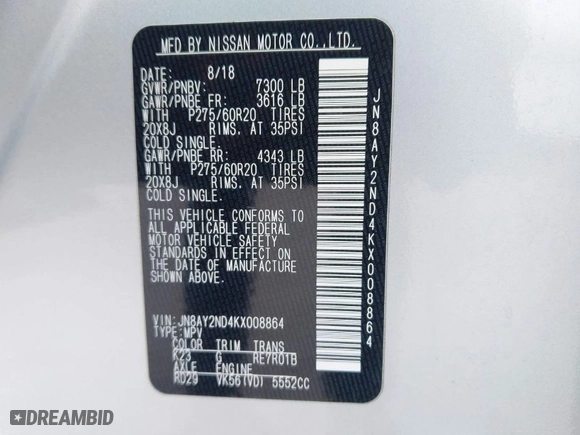 MFD BY NISSAN MOTOR CO.,LTD.
DATE: 8/18
GVWR/PNBV: 7300 LB
GAWR/PNBE FR: 3616 LB
WITH P275/60R20 TIRES
20X8J RIMS. AT 35PSI
COLD SINGLE.
GAWR/PNBE RR: 4343 LB
WITH P275/60R20 TIRES
20X8J RIMS. AT 35PSI
COLD SINGLE.
THIS VEHICLE CONFORMS TO
ALL APPLICABLE FEDERAL
MOTOR VEHICLE SAFETY
STANDARDS IN EFFECT ON
THE DATE OF MANUFACTURE
SHOWN ABOVE.
VIN: JN8AY2ND4KX008864
TYPE: MPV
COLOR TRIM TRANS
K23 G RE7R01B
AXLE ENGINE
RD29 VK56(VD) 5552CC
JN8AY2ND4KX008864
DREAMBID